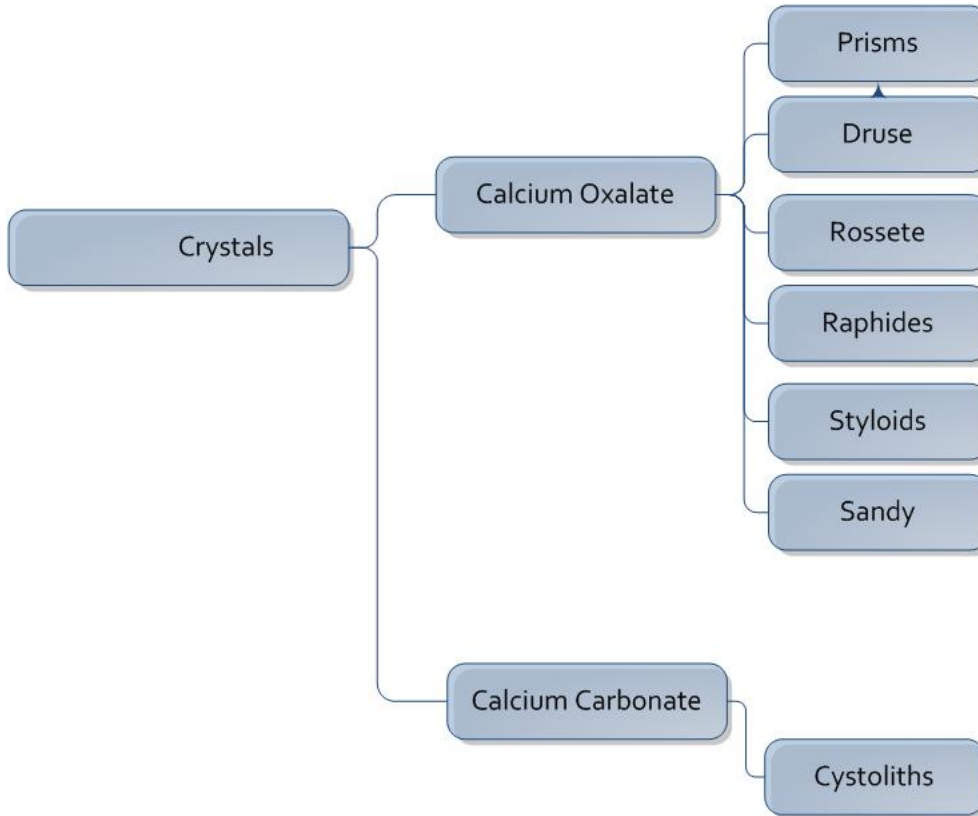 Crystals
Calcium Oxalate
Prisms
Druse
Rossete
Raphides
Styloids
Sandy
Calcium Carbonate
Cystoliths